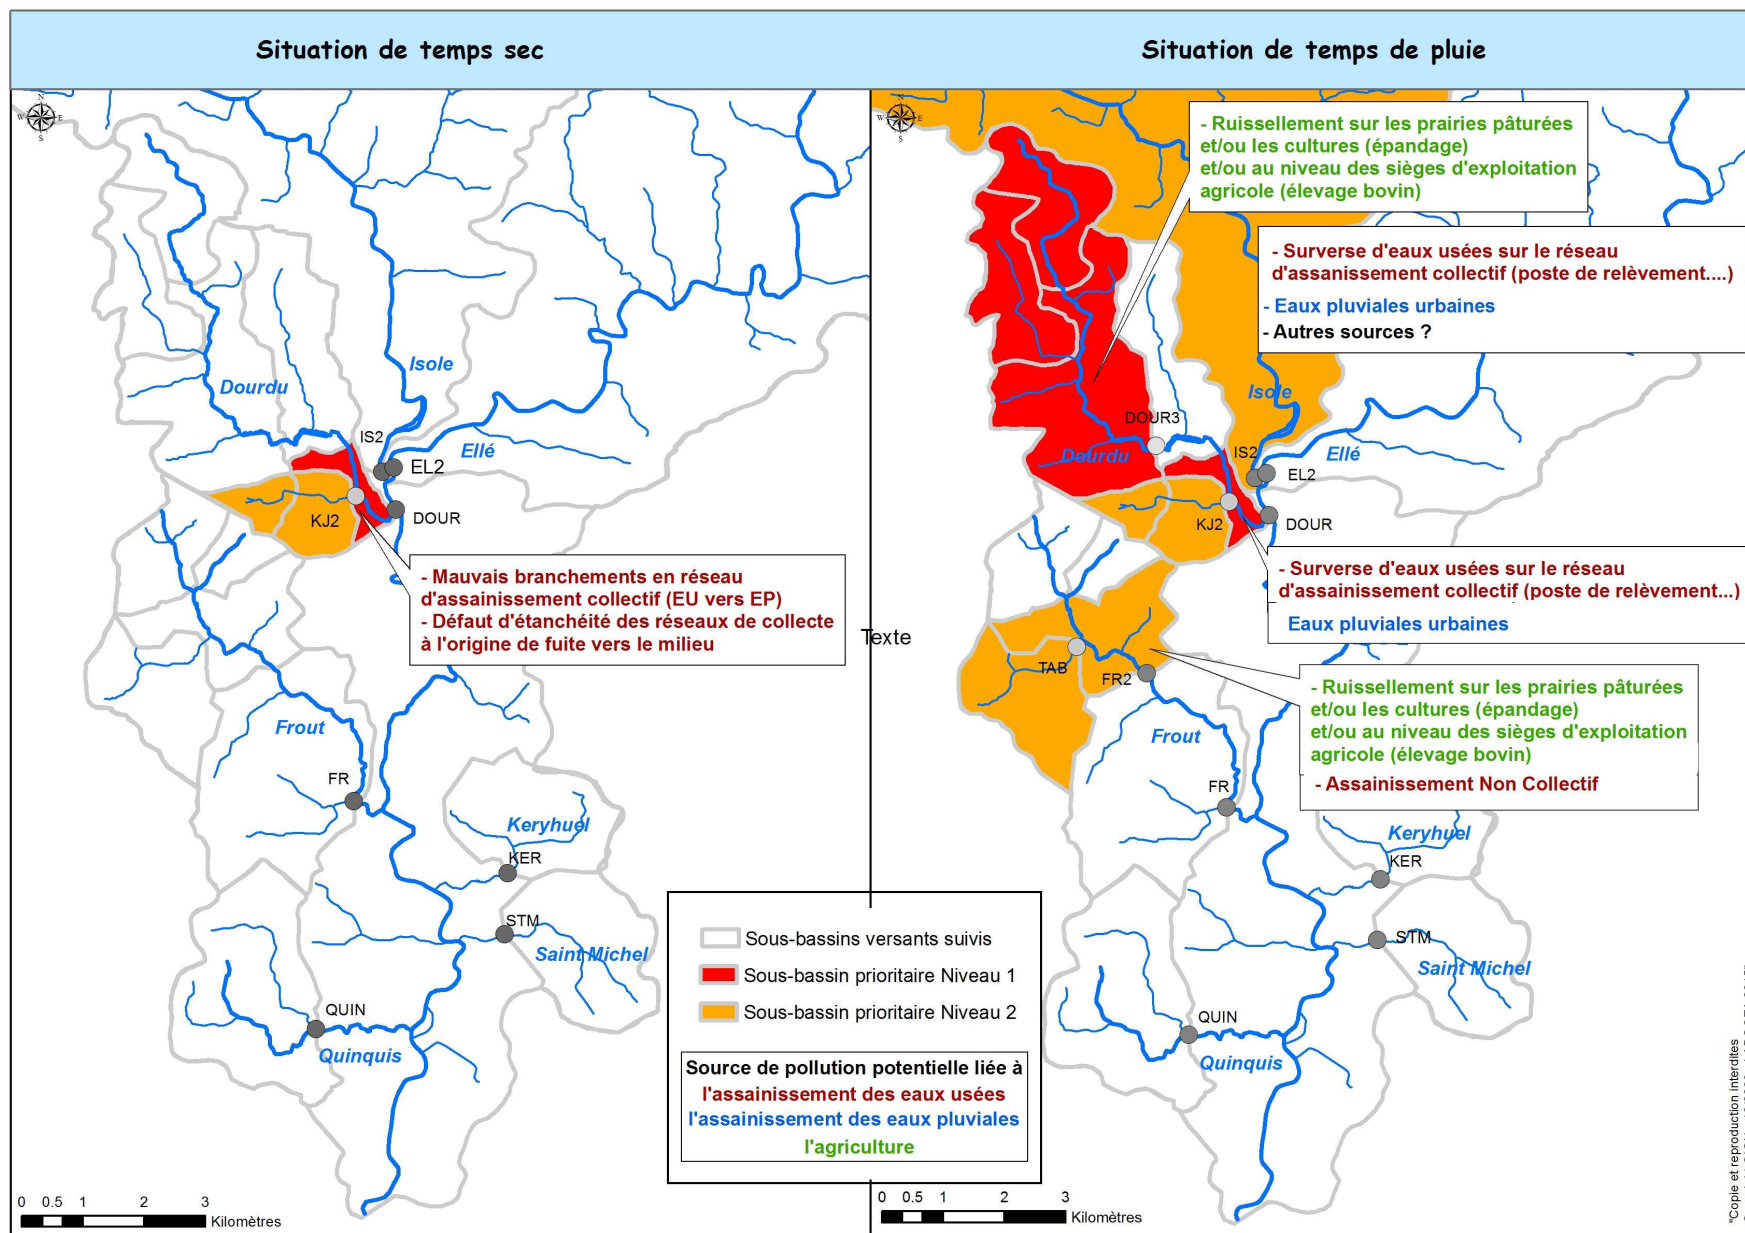 Situation de temps sec
Situation de temps de pluie
N
W
E
S
Dourdu
Isole
Ellé
IS2
EL2
KJ2
DOUR
- Mauvais branchements en réseau
d'assainissement collectif (EU vers EP)
- Défaut d'étanchéité des réseaux de collecte
à l'origine de fuite vers le milieu
Frout
FR
Keryhuel
KER
STM
Saint Michel
QUIN
Quinquis
0 0.5 1 2 3
Kilomètres
Texte
N
W
E
S
- Ruissellement sur les prairies pâturées
et/ou les cultures (épandage)
et/ou au niveau des sièges d'exploitation
agricole (élevage bovin)
- Surverse d'eaux usées sur le réseau
d'assanissement collectif (poste de relèvement....)
- Eaux pluviales urbaines
- Autres sources ?
Isole
DOUR3
Dourdu
IS2
Ellé
EL2
KJ2
DOUR
- Surverse d'eaux usées sur le réseau
d'assainissement collectif (poste de relèvement...)
Eaux pluviales urbaines
TAB
FR2
- Ruissellement sur les prairies pâturées
et/ou les cultures (épandage)
et/ou au niveau des sièges d'exploitation
agricole (élevage bovin)
- Assainissement Non Collectif
Frout
FR
Keryhuel
KER
STM
Saint Michel
QUIN
Quinquis
0 0.5 1 2 3
Kilomètres
Sous-bassins versants suivis
Sous-bassin prioritaire Niveau 1
Sous-bassin prioritaire Niveau 2
Source de pollution potentielle liée à
l'assainissement des eaux usées
l'assainissement des eaux pluviales
l'agriculture
"Copie et reproduction interdites